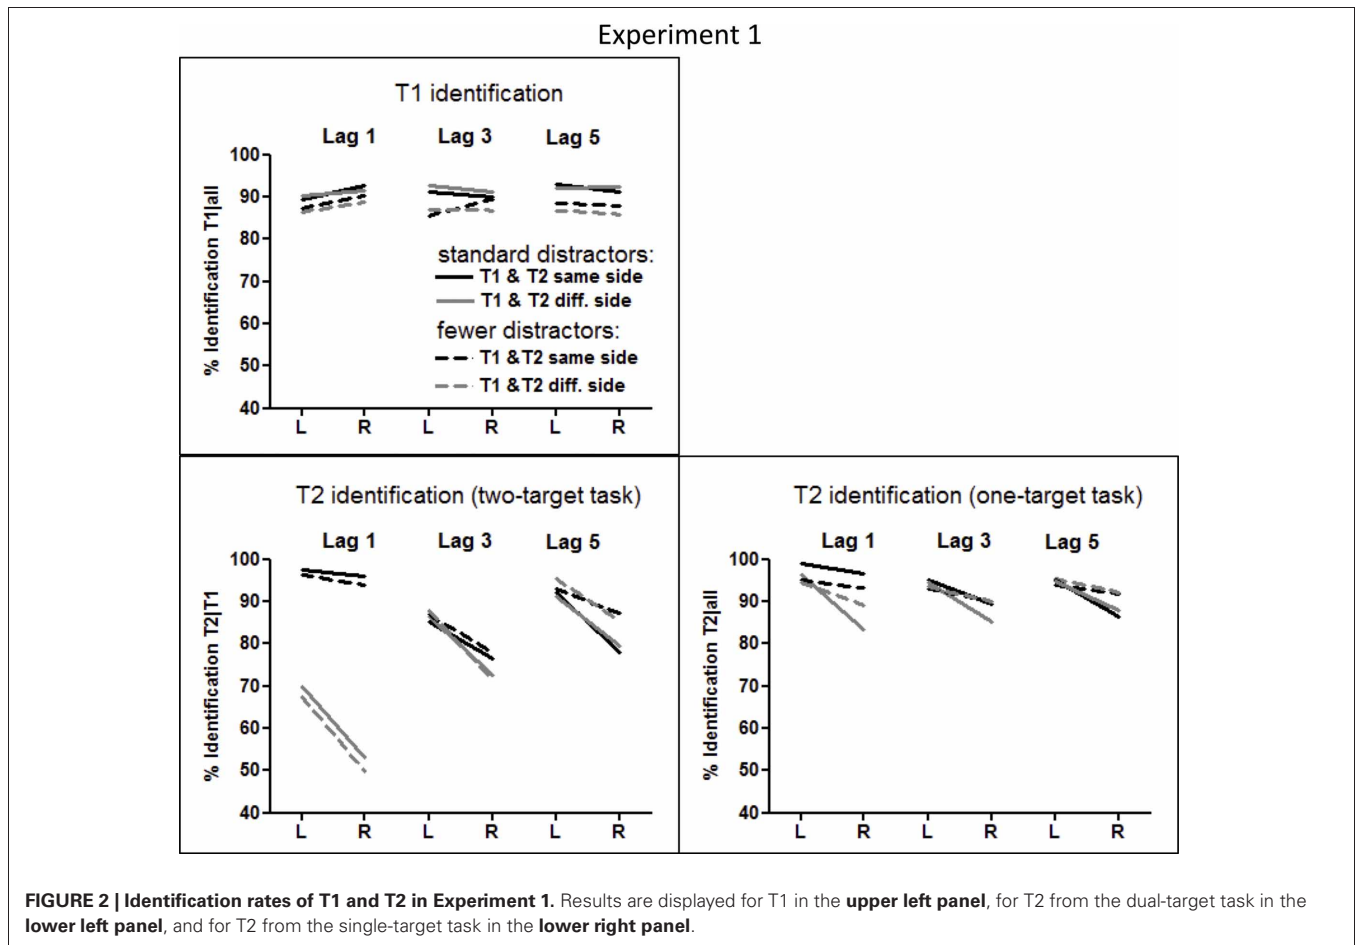 Experiment 1
T1 identification
Lag 1 Lag 3 Lag 5
% Identification T1|all
100
90
80
70
60
50
40
standard distractors:
T1 & T2 same side
T1 & T2 diff. side
fewer distractors:
T1 &T2 same side
T1 &T2 diff. side
L R L R L R
T2 identification (two-target task)
Lag 1 Lag 3 Lag 5
% Identification T2|T1
100
90
80
70
60
50
40
L R L R L R
T2 identification (one-target task)
Lag 1 Lag 3 Lag 5
% Identification T2|all
100
90
80
70
60
50
40
L R L R L R
FIGURE 2 | Identification rates of T1 and T2 in Experiment 1. Results are displayed for T1 in the upper left panel, for T2 from the dual-target task in the
lower left panel, and for T2 from the single-target task in the lower right panel.